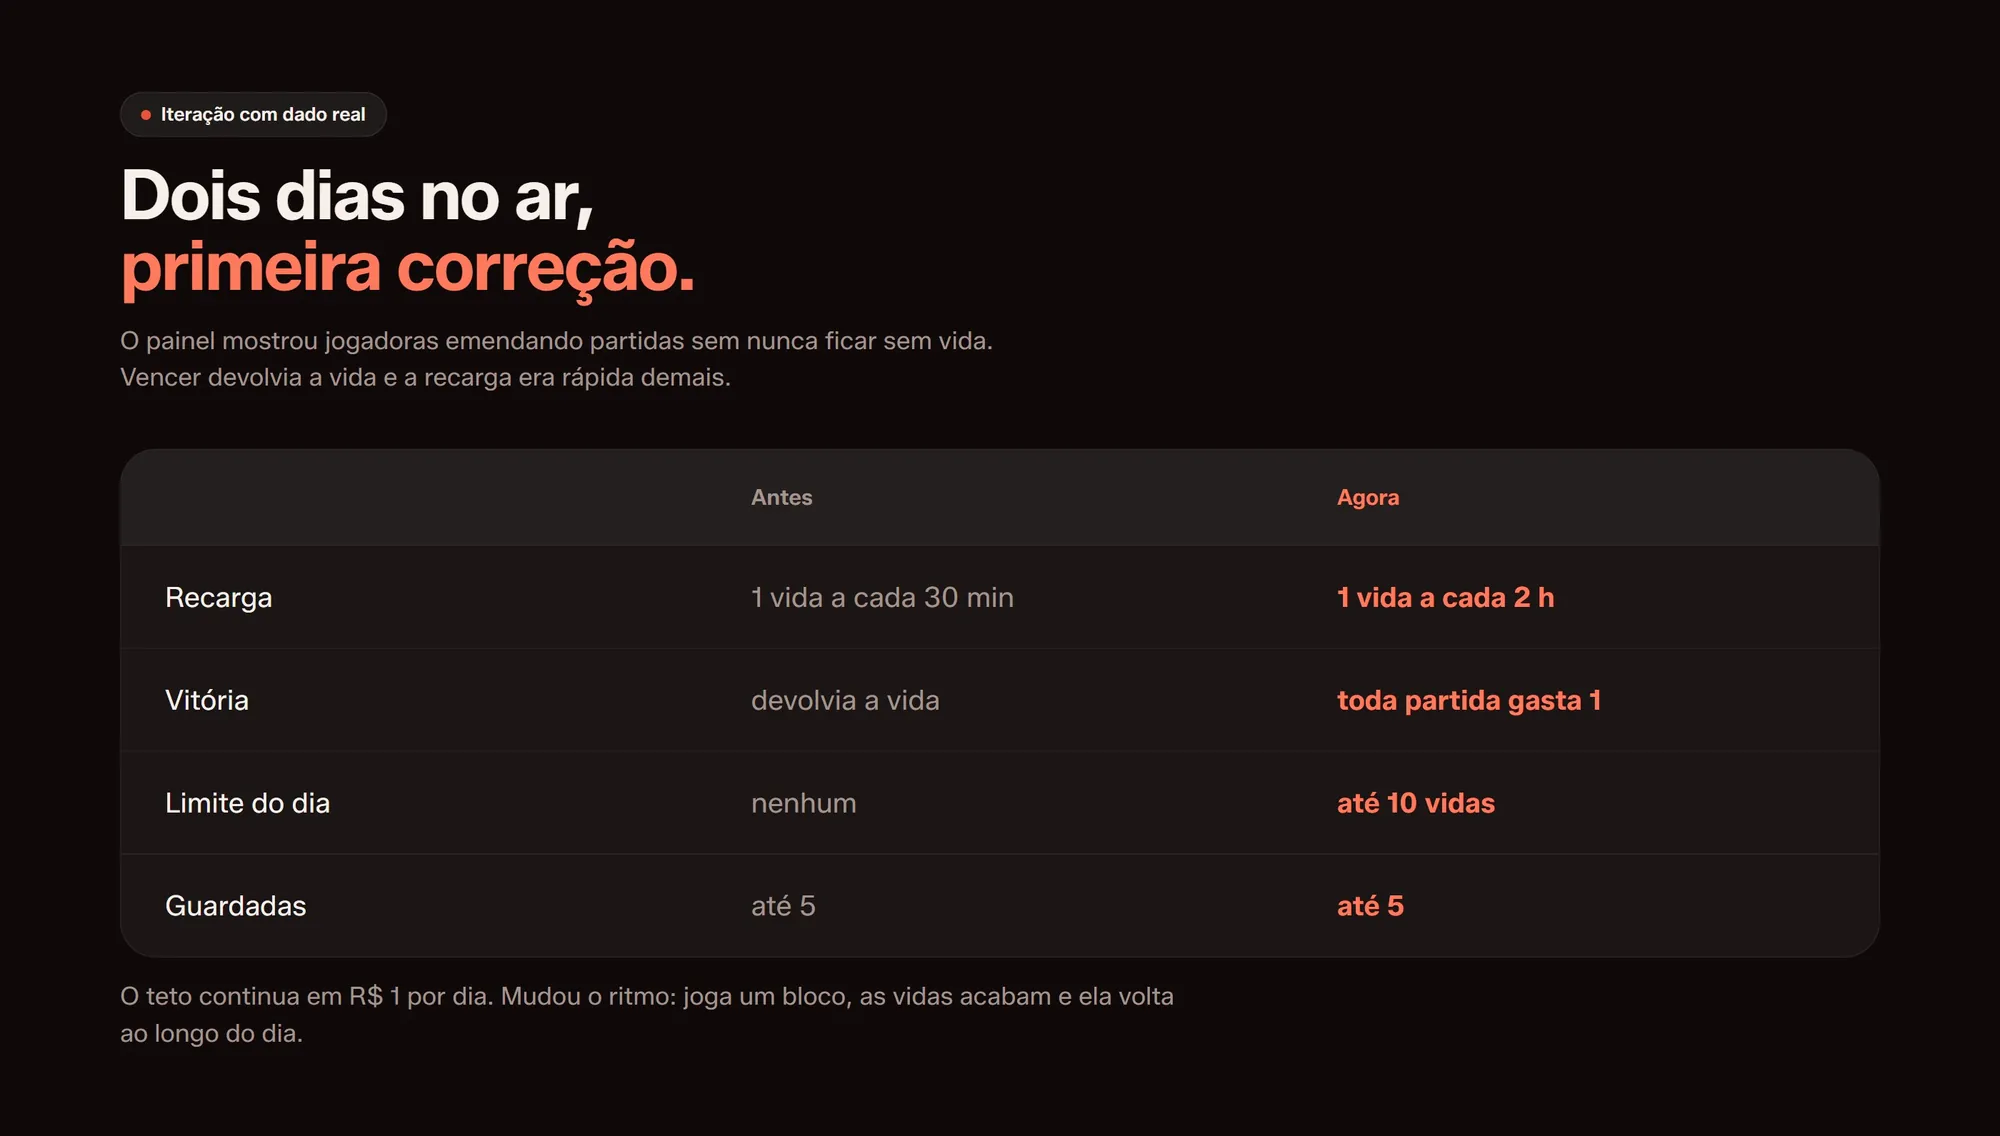 Iteração com dado real
Dois dias no ar,
primeira correção.
O painel mostrou jogadoras emendando partidas sem nunca ficar sem vida.
Vencer devolvia a vida e a recarga era rápida demais.
Antes Agora
Recarga 1 vida a cada 30 min 1 vida a cada 2 h
Vitória devolvia a vida toda partida gasta 1
Limite do dia nenhum até 10 vidas
Guardadas até 5 até 5
O teto continua em R$ 1 por dia. Mudou o ritmo: joga um bloco, as vidas acabam e ela volta
ao longo do dia.